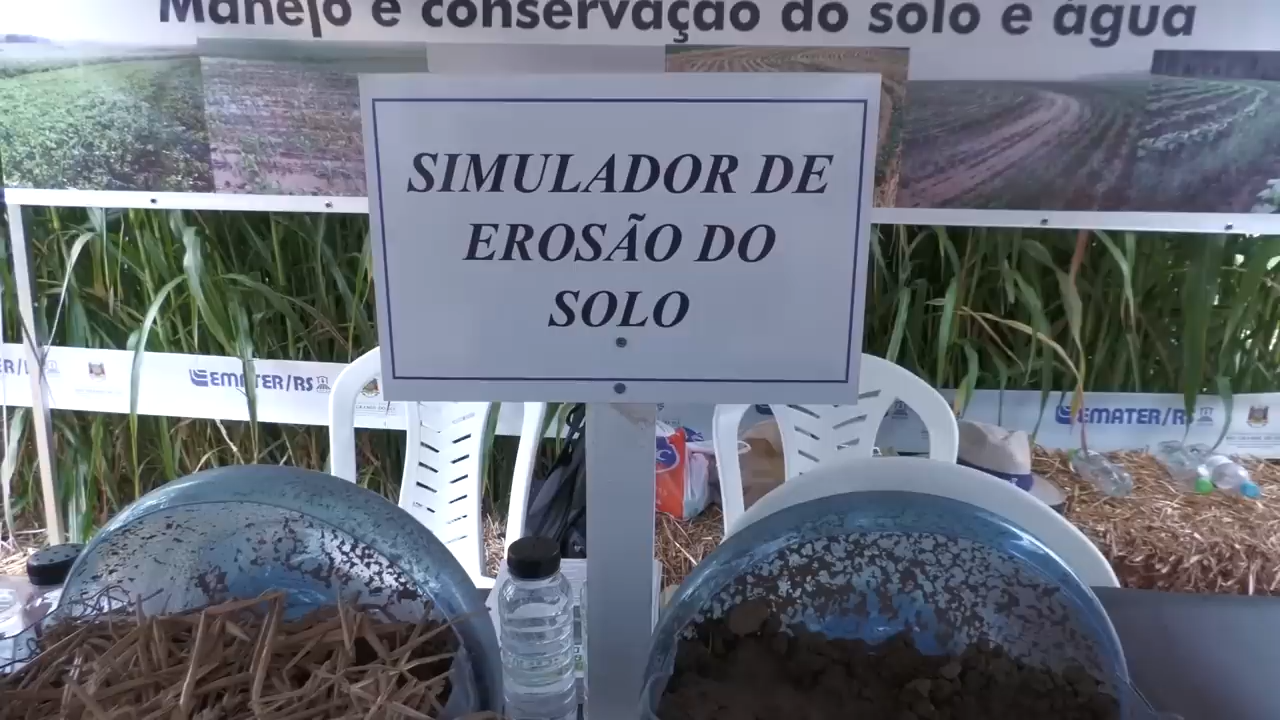 Manejo e conservação do solo e água
SIMULADOR DE
EROSÃO DO
SOLO
EMATER/RS
EMATER/RS